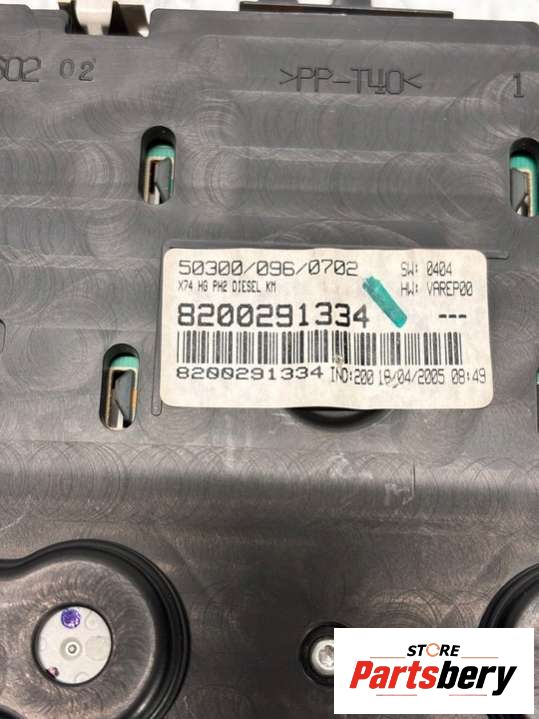 602 02
>PP-T40<
1
50300/096/0702 SW: 0404
X74 HG PH2 DIESEL KM HW: VAREP00
8200291334 ---
8200291334 IND:200 18/04/2005 08:49
STORE
Partsbery